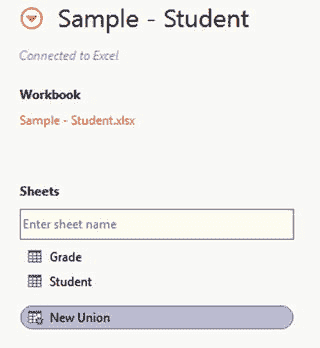 Sample - Student
Connected to Excel
Workbook
Sample - Student.xlsx
Sheets
Enter sheet name
Grade
Student
New Union